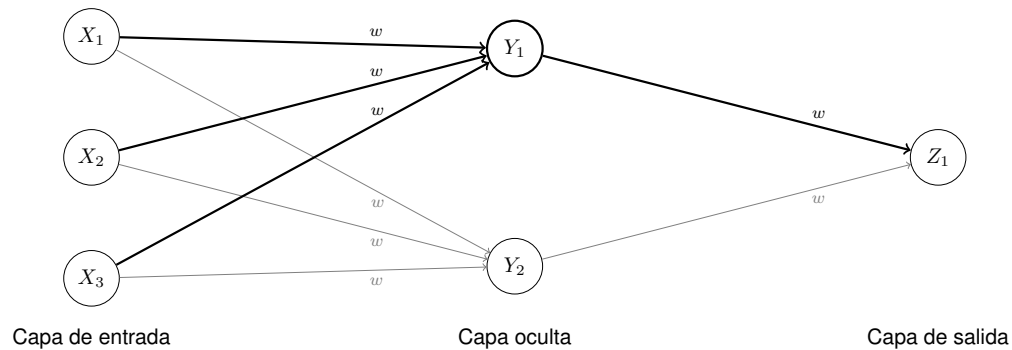 X1
w
Y1
w
w
w
X2
Z1
w
w
w
X3
w
Y2
Capa de entrada
Capa oculta
Capa de salida